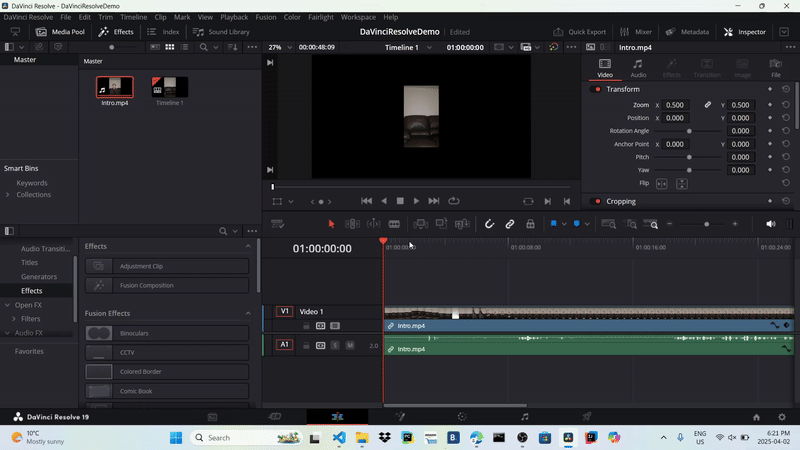 DaVinci Resolve - DaVinciResolveDemo
DaVinci Resolve File Edit Trim Timeline Clip Mark View Playback Fusion Color Fairlight Workspace Help
Media Pool Effects Index Sound Library DaVinciResolveDemo Edited Quick Export Mixer Metadata Inspector
27% 00:00:48:09 Timeline 1 01:00:00:00 Intro.mp4
Master
Master
Intro.mp4
Timeline 1
Smart Bins
Keywords
Collections
Video Audio Effects Transition Image File
Transform
Zoom X 0.500 Y 0.500
Position X 0.000 Y 0.000
Rotation Angle 0.000
Anchor Point X 0.000 Y 0.000
Pitch 0.000
Yaw 0.000
Flip
Cropping
Audio Transiti...
Titles
Generators
Effects
Open FX
Filters
Audio FX
Favorites
Effects
Adjustment Clip
Fusion Composition
Fusion Effects
Binoculars
CCTV
Colored Border
Comic Book
01:00:00:00
01:00:00:00 01:00:08:00 01:00:16:00 01:00:24:00
V1 Video 1
Intro.mp4
A1 S M 2.0
Intro.mp4
DaVinci Resolve 19
10°C
Mostly sunny
Search
ENG
US
6:21 PM
2025-04-02